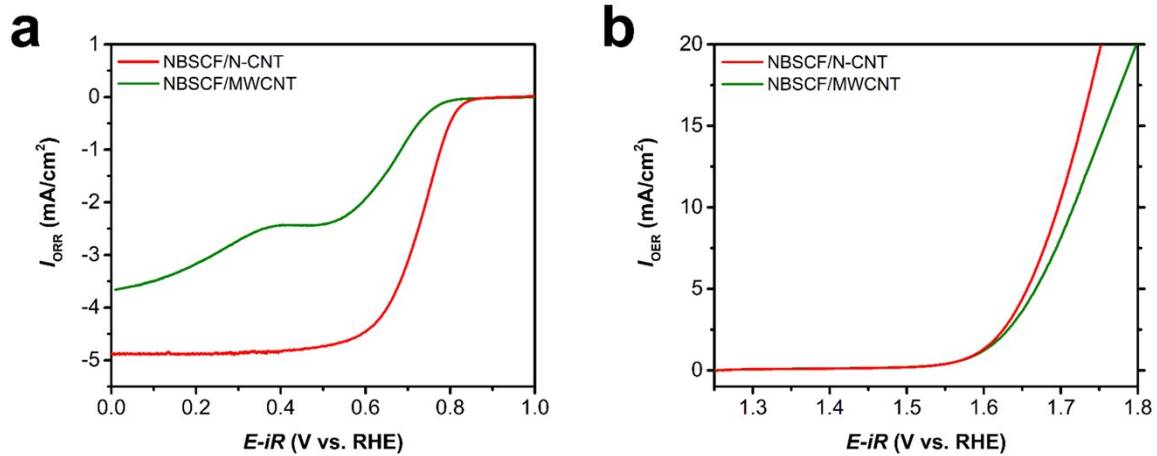 a
NBSCF/N-CNT
NBSCF/MWCNT
1
0
-1
-2
-3
-4
-5
I_ORR (mA/cm²)
0.0 0.2 0.4 0.6 0.8 1.0
E-iR (V vs. RHE)
b
NBSCF/N-CNT
NBSCF/MWCNT
20
15
10
5
0
I_OER (mA/cm²)
1.3 1.4 1.5 1.6 1.7 1.8
E-iR (V vs. RHE)